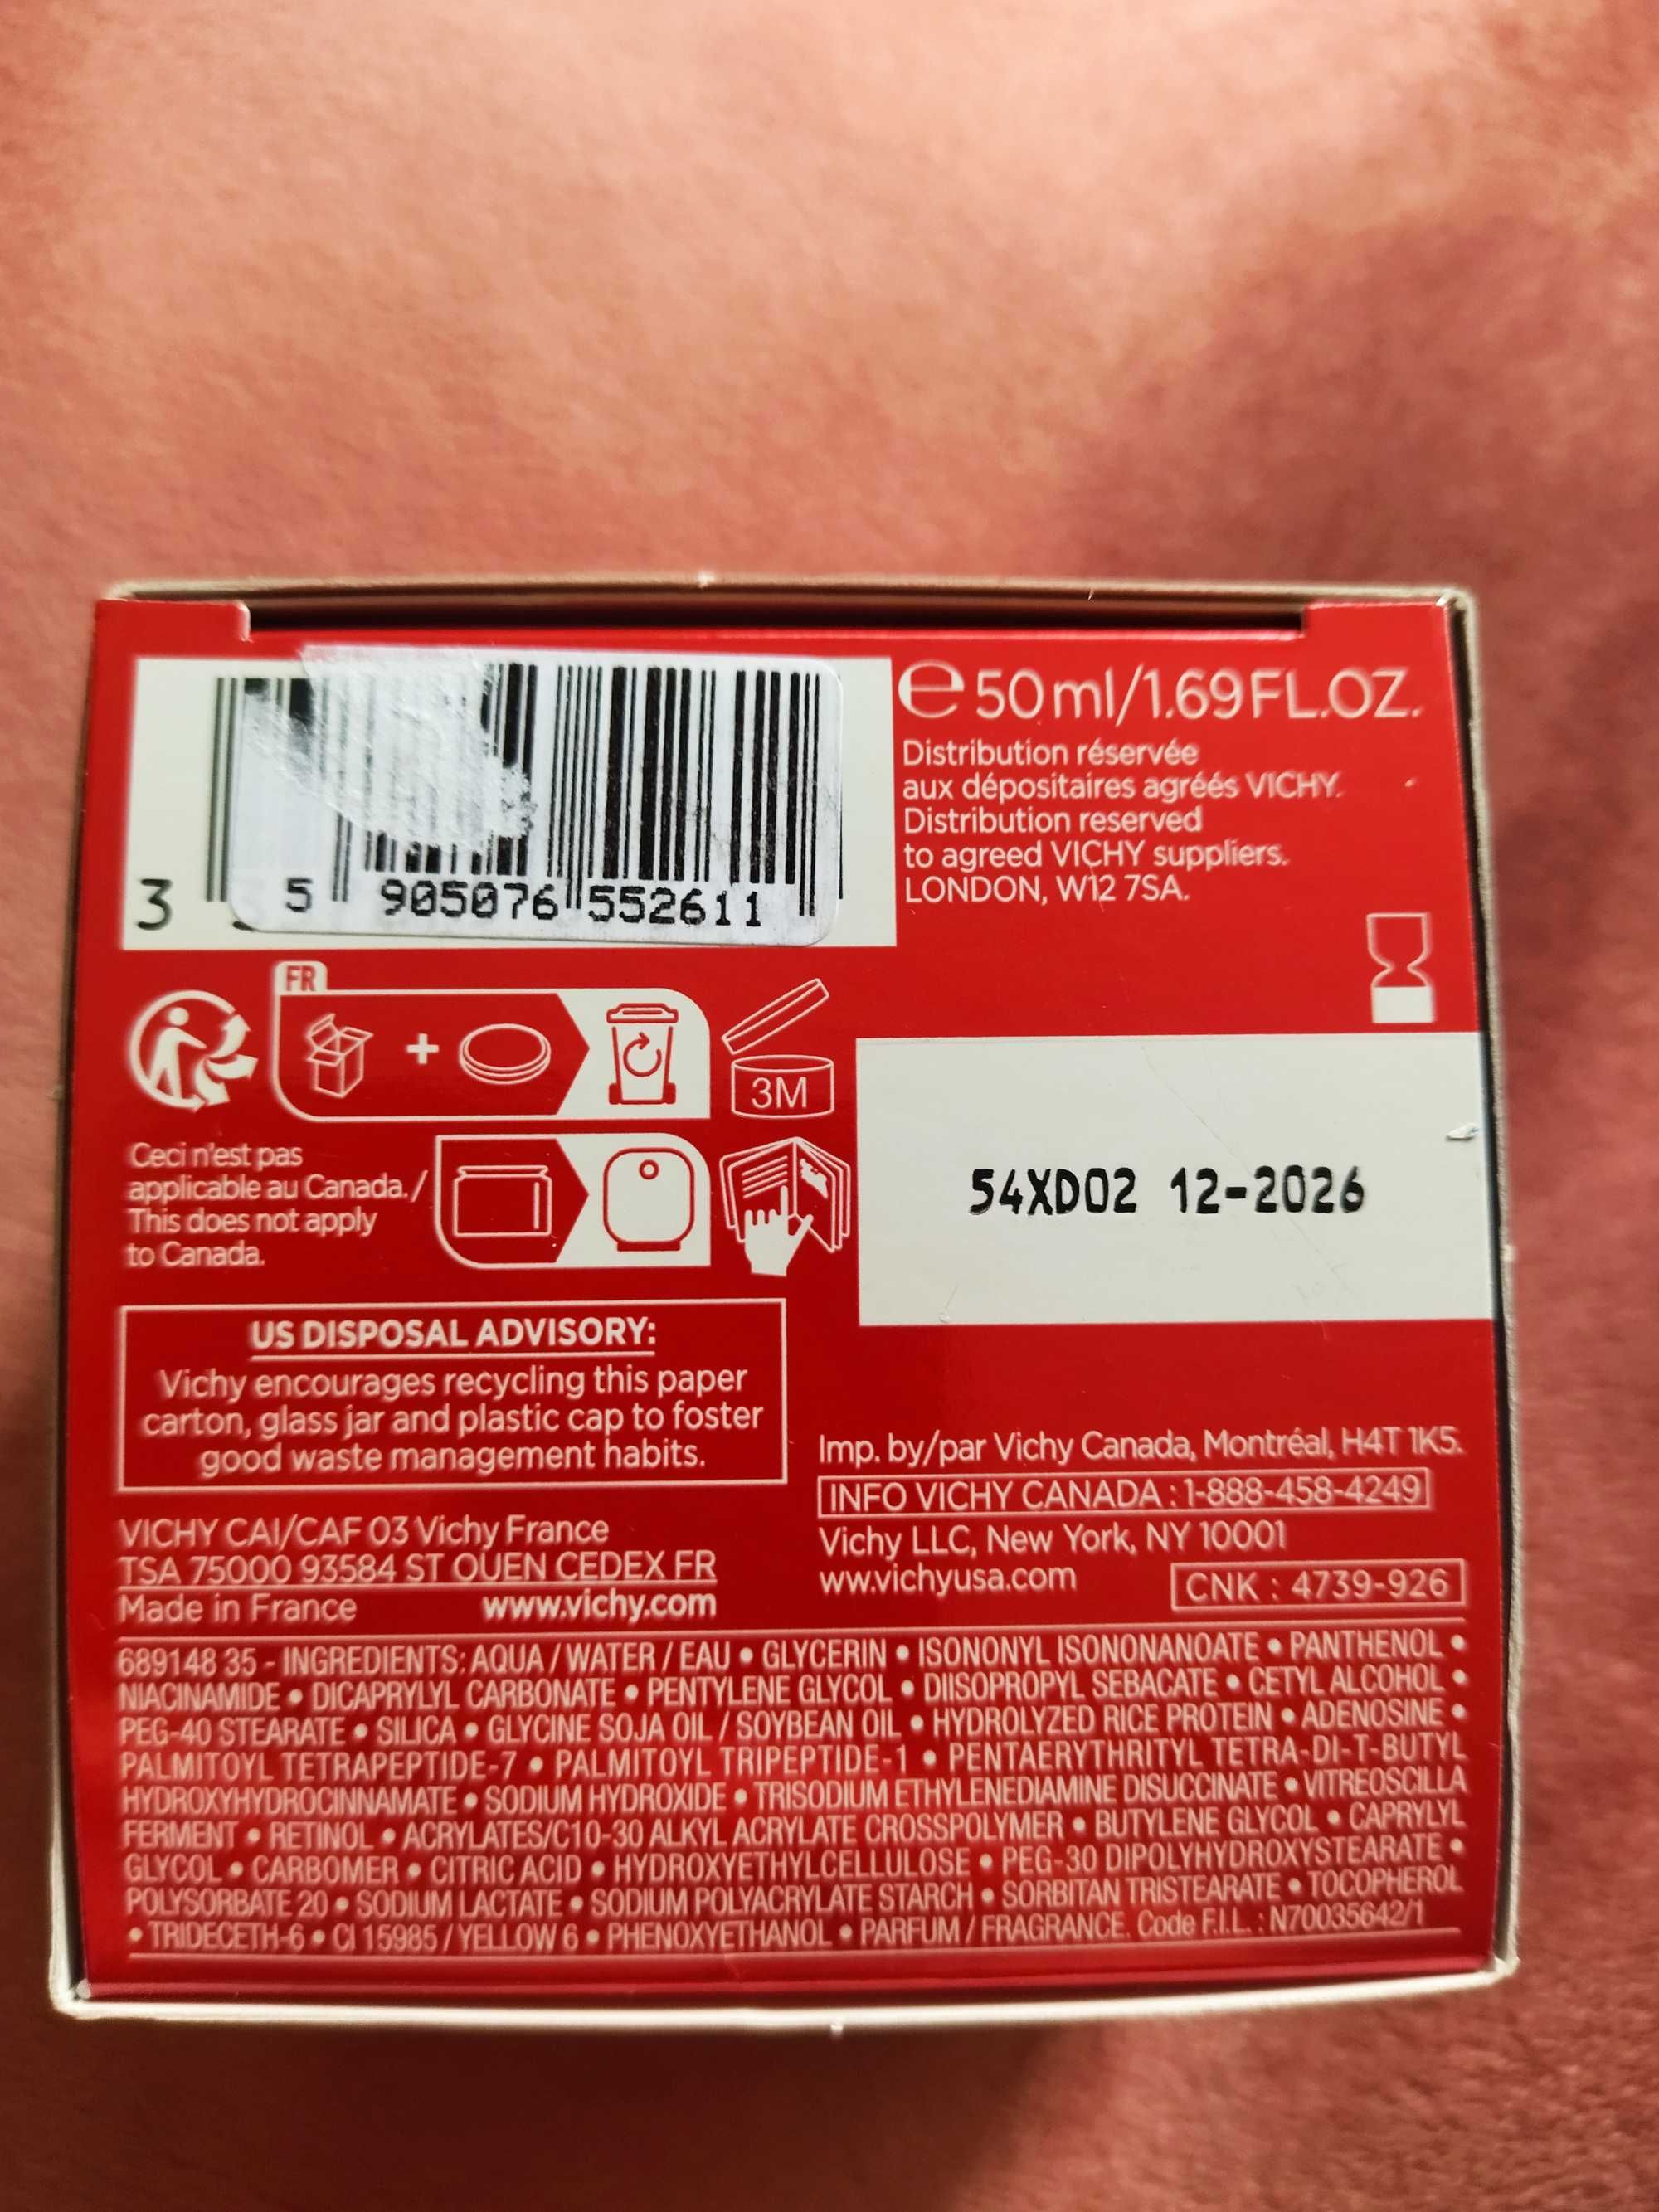 3
5 905076 552611
℮ 50 ml/1.69 FL.OZ.
Distribution réservée
aux dépositaires agréés VICHY.
Distribution reserved
to agreed VICHY suppliers.
LONDON, W12 7SA.
FR
+
3M
Ceci n'est pas
applicable au Canada. /
This does not apply
to Canada.
54XD02 12-2026
US DISPOSAL ADVISORY:
Vichy encourages recycling this paper
carton, glass jar and plastic cap to foster
good waste management habits.
Imp. by/par Vichy Canada, Montréal, H4T 1K5.
INFO VICHY CANADA : 1-888-458-4249
Vichy LLC, New York, NY 10001
ww.vichyusa.com
CNK : 4739-926
VICHY CAI/CAF 03 Vichy France
TSA 75000 93584 ST OUEN CEDEX FR
Made in France www.vichy.com
689148 35 - INGREDIENTS: AQUA / WATER / EAU • GLYCERIN • ISONONYL ISONONANOATE • PANTHENOL •
NIACINAMIDE • DICAPRYLYL CARBONATE • PENTYLENE GLYCOL • DIISOPROPYL SEBACATE • CETYL ALCOHOL •
PEG-40 STEARATE • SILICA • GLYCINE SOJA OIL / SOYBEAN OIL • HYDROLYZED RICE PROTEIN • ADENOSINE •
PALMITOYL TETRAPEPTIDE-7 • PALMITOYL TRIPEPTIDE-1 • PENTAERYTHRITYL TETRA-DI-T-BUTYL
HYDROXYHYDROCINNAMATE • SODIUM HYDROXIDE • TRISODIUM ETHYLENEDIAMINE DISUCCINATE • VITREOSCILLA
FERMENT • RETINOL • ACRYLATES/C10-30 ALKYL ACRYLATE CROSSPOLYMER • BUTYLENE GLYCOL • CAPRYLYL
GLYCOL • CARBOMER • CITRIC ACID • HYDROXYETHYLCELLULOSE • PEG-30 DIPOLYHYDROXYSTEARATE •
POLYSORBATE 20 • SODIUM LACTATE • SODIUM POLYACRYLATE STARCH • SORBITAN TRISTEARATE • TOCOPHEROL
• TRIDECETH-6 • CI 15985 / YELLOW 6 • PHENOXYETHANOL • PARFUM / FRAGRANCE. Code F.I.L. : N70035642/1